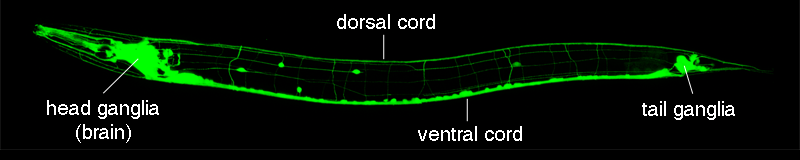 dorsal cord
head ganglia
(brain)
ventral cord
tail ganglia